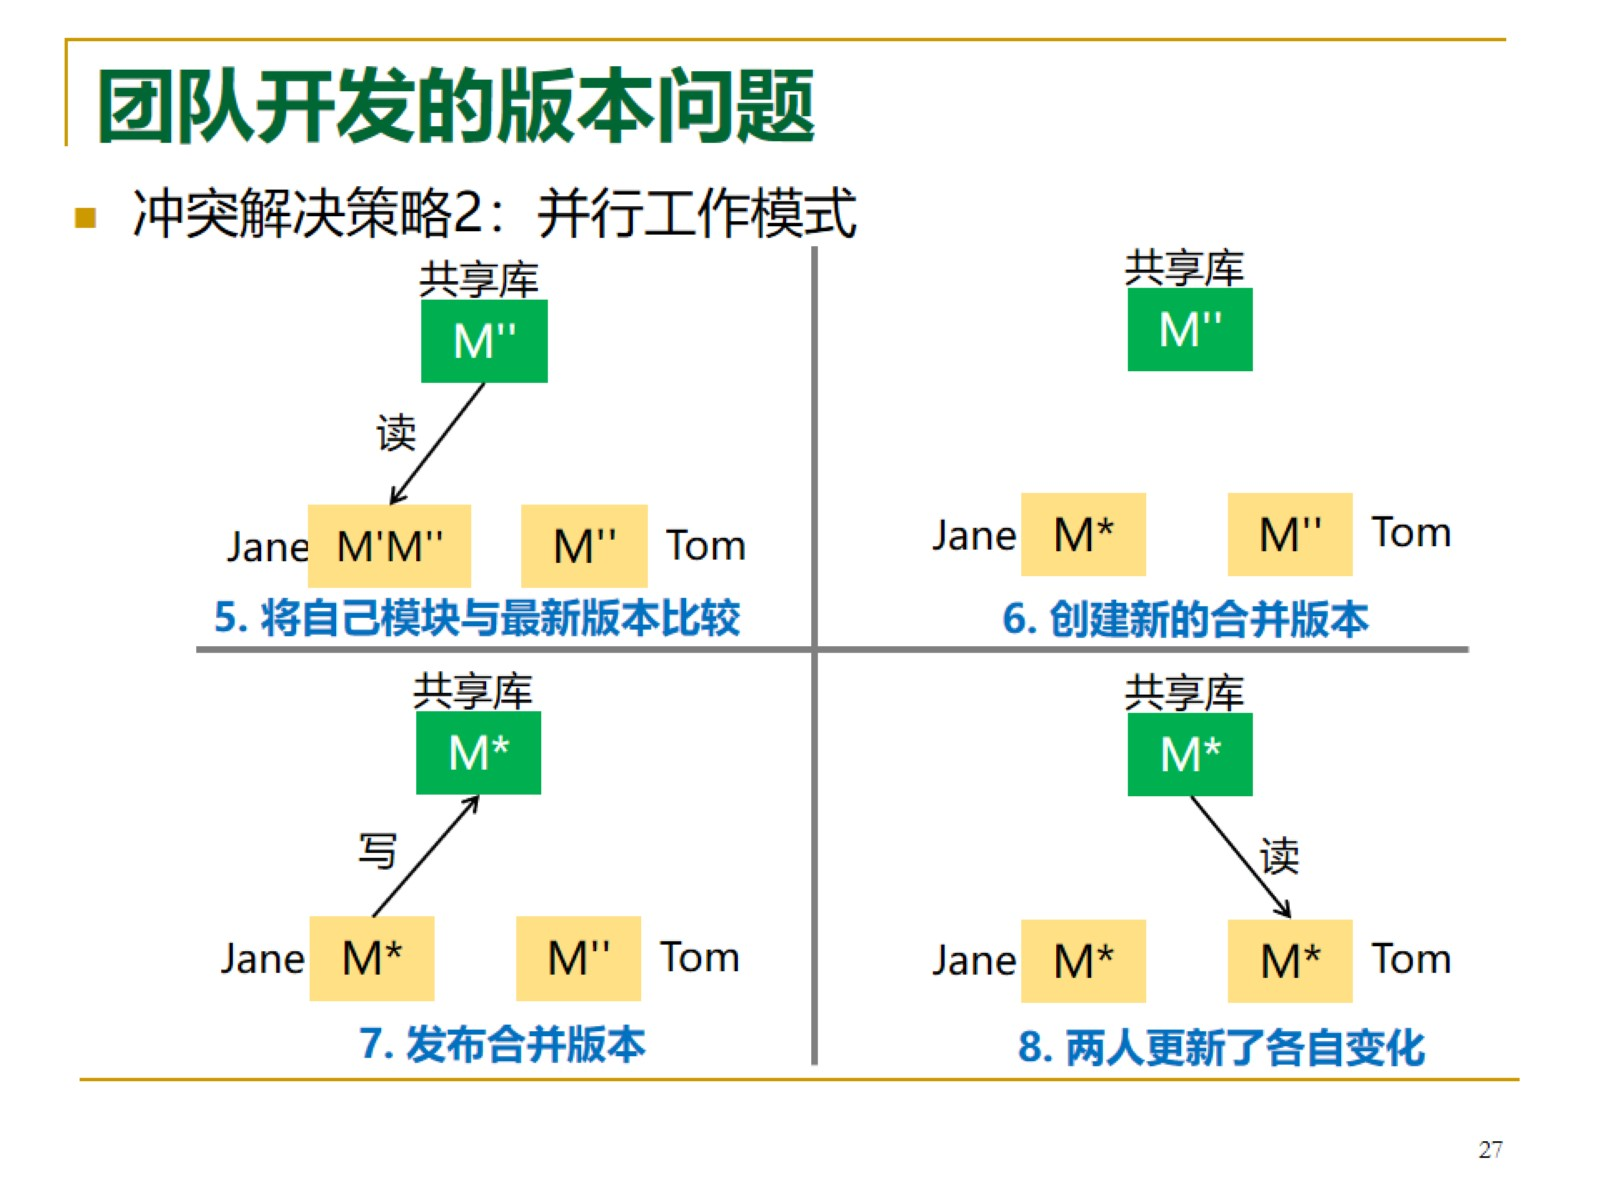 团队开发的版本问题
冲突解决策略2：并行工作模式
共享库
M''
读
Jane M'M'' M'' Tom
5. 将自己模块与最新版本比较
共享库
M''
Jane M* M'' Tom
6. 创建新的合并版本
共享库
M*
写
Jane M* M'' Tom
7. 发布合并版本
共享库
M*
读
Jane M* M* Tom
8. 两人更新了各自变化
27